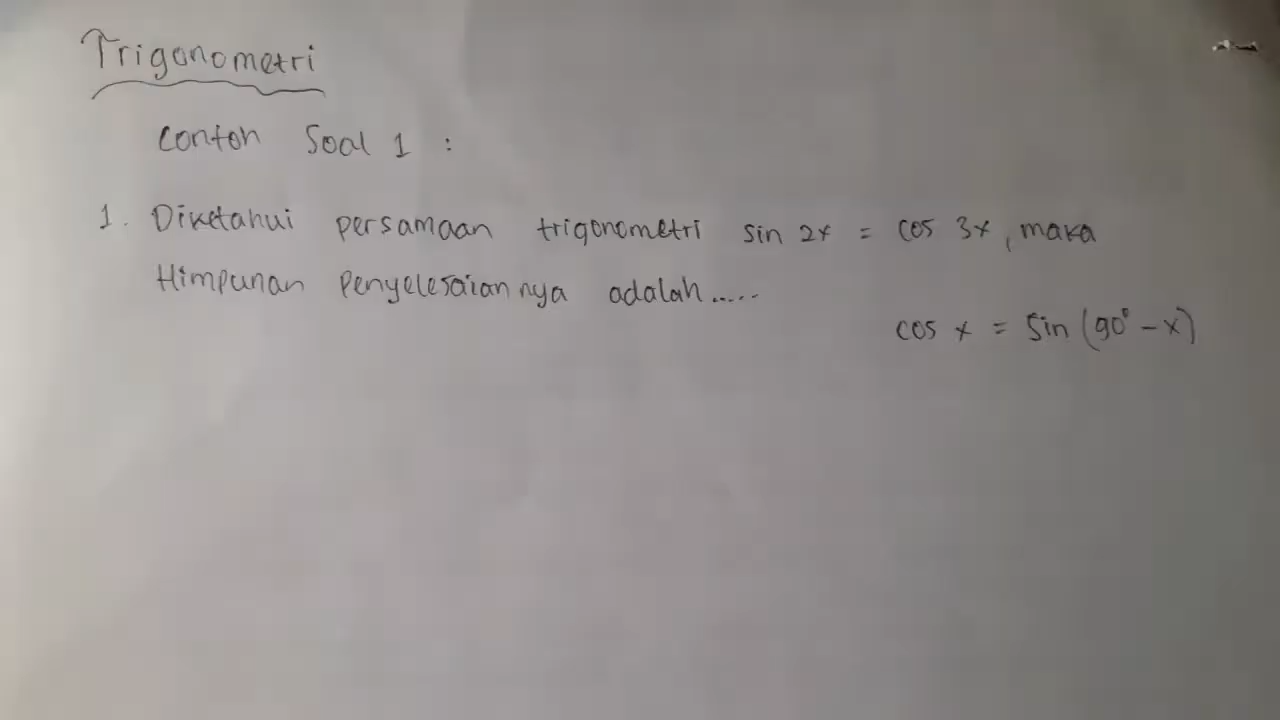 Trigonometri
Contoh Soal 1 :
1. Diketahui persamaan trigonometri sin 2x = cos 3x, maka
Himpunan Penyelesaiannya adalah.....
cos x = Sin (90° - x)